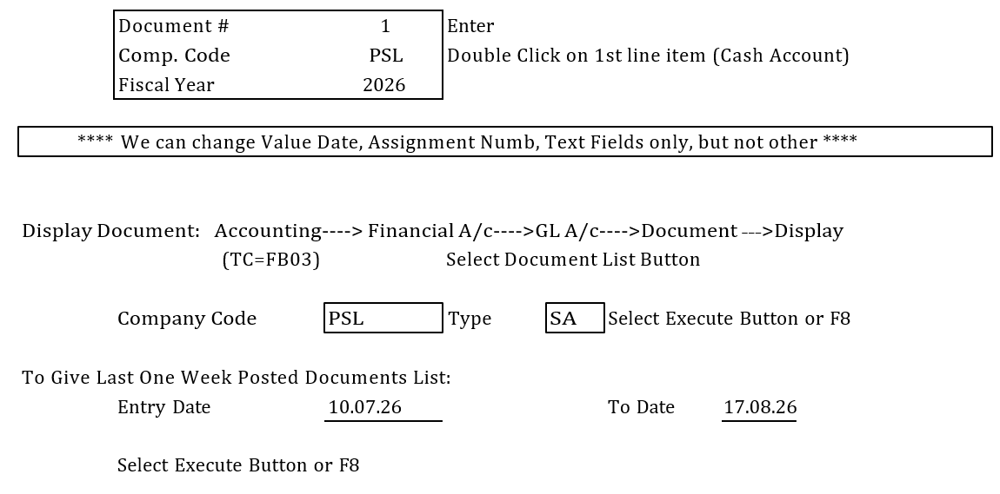 Document # 1 Enter
Comp. Code PSL Double Click on 1st line item (Cash Account)
Fiscal Year 2026
**** We can change Value Date, Assignment Numb, Text Fields only, but not other ****
Display Document: Accounting----> Financial A/c---->GL A/c---->Document --->Display
(TC=FB03) Select Document List Button
Company Code PSL Type SA Select Execute Button or F8
To Give Last One Week Posted Documents List:
Entry Date 10.07.26 To Date 17.08.26
Select Execute Button or F8